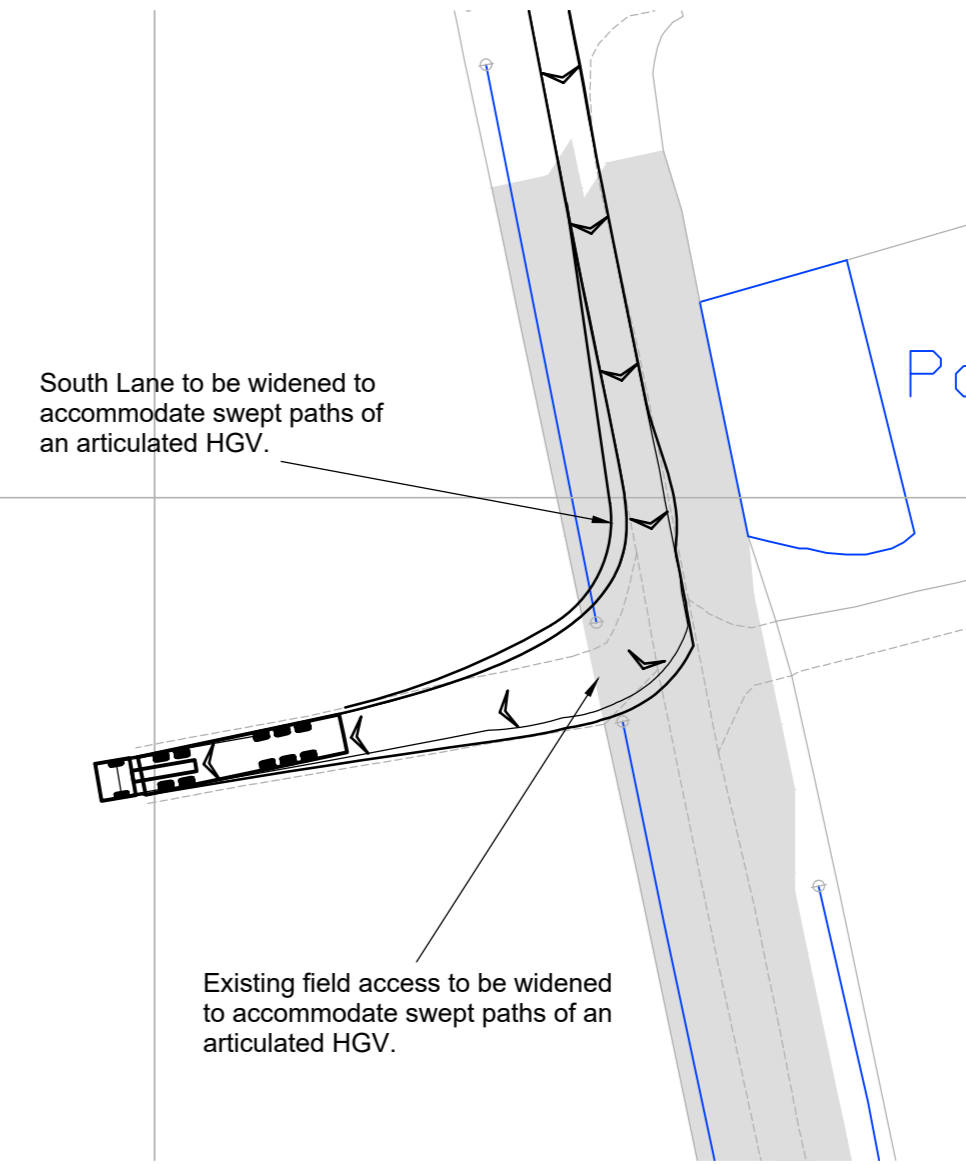 South Lane to be widened to
accommodate swept paths of
an articulated HGV.
Existing field access to be widened
to accommodate swept paths of an
articulated HGV.